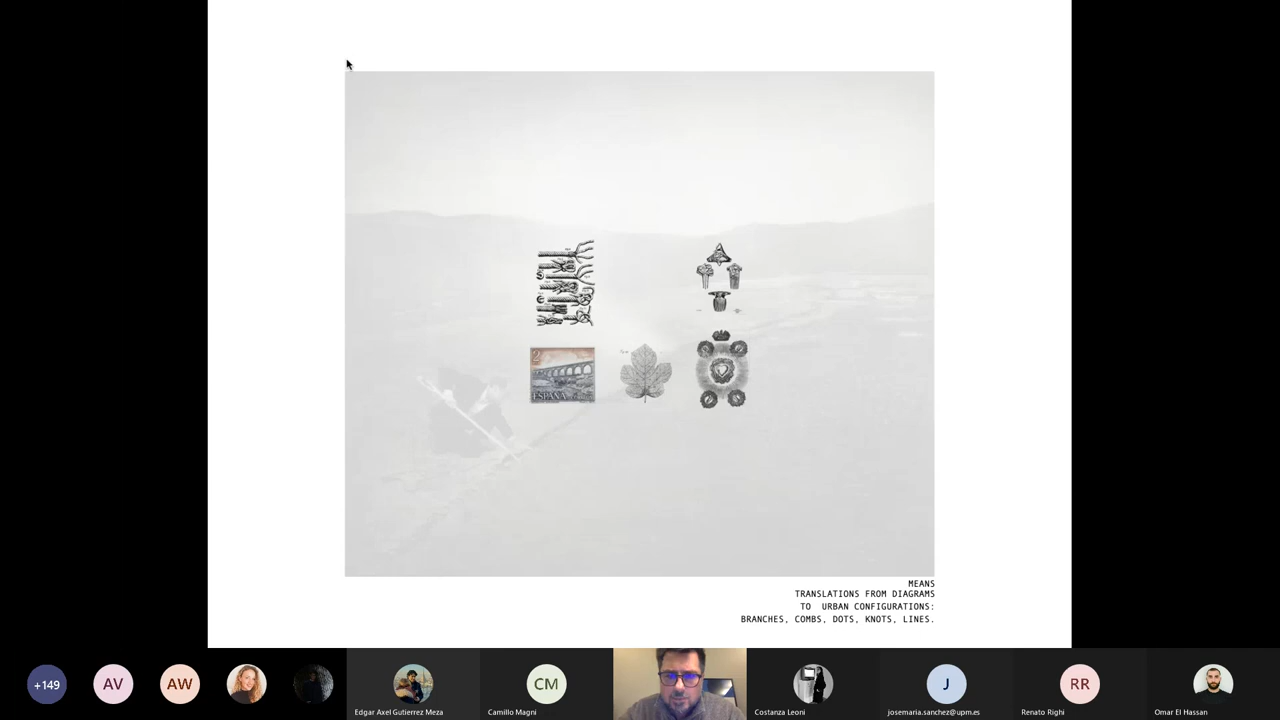 2
ESPAÑA
MEANS
TRANSLATIONS FROM DIAGRAMS
TO URBAN CONFIGURATIONS:
BRANCHES, COMBS, DOTS, KNOTS, LINES.
+149
AV
AW
Edgar Axel Gutierrez Meza
CM
Camillo Magni
Costanza Leoni
J
josemaria.sanchez@upm.es
RR
Renato Righi
Omar El Hassan